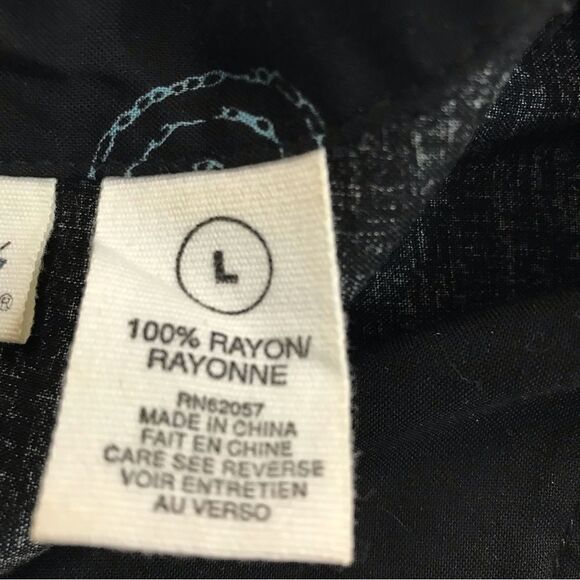 ®
L
100% RAYON/
RAYONNE
RN62057
MADE IN CHINA
FAIT EN CHINE
CARE SEE REVERSE
VOIR ENTRETIEN
AU VERSO